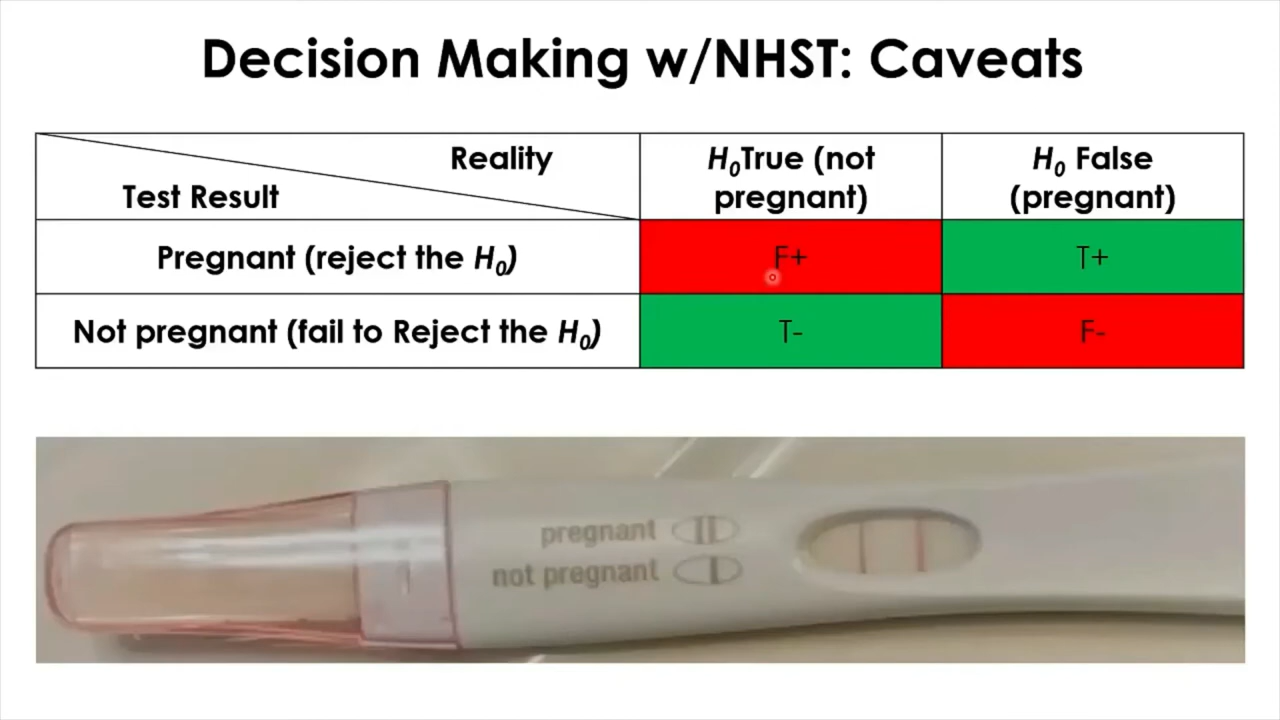 Decision Making w/NHST: Caveats
Reality
Test Result
H₀True (not
pregnant)
H₀ False
(pregnant)
Pregnant (reject the H₀)
F+
T+
Not pregnant (fail to Reject the H₀)
T-
F-
pregnant
not pregnant